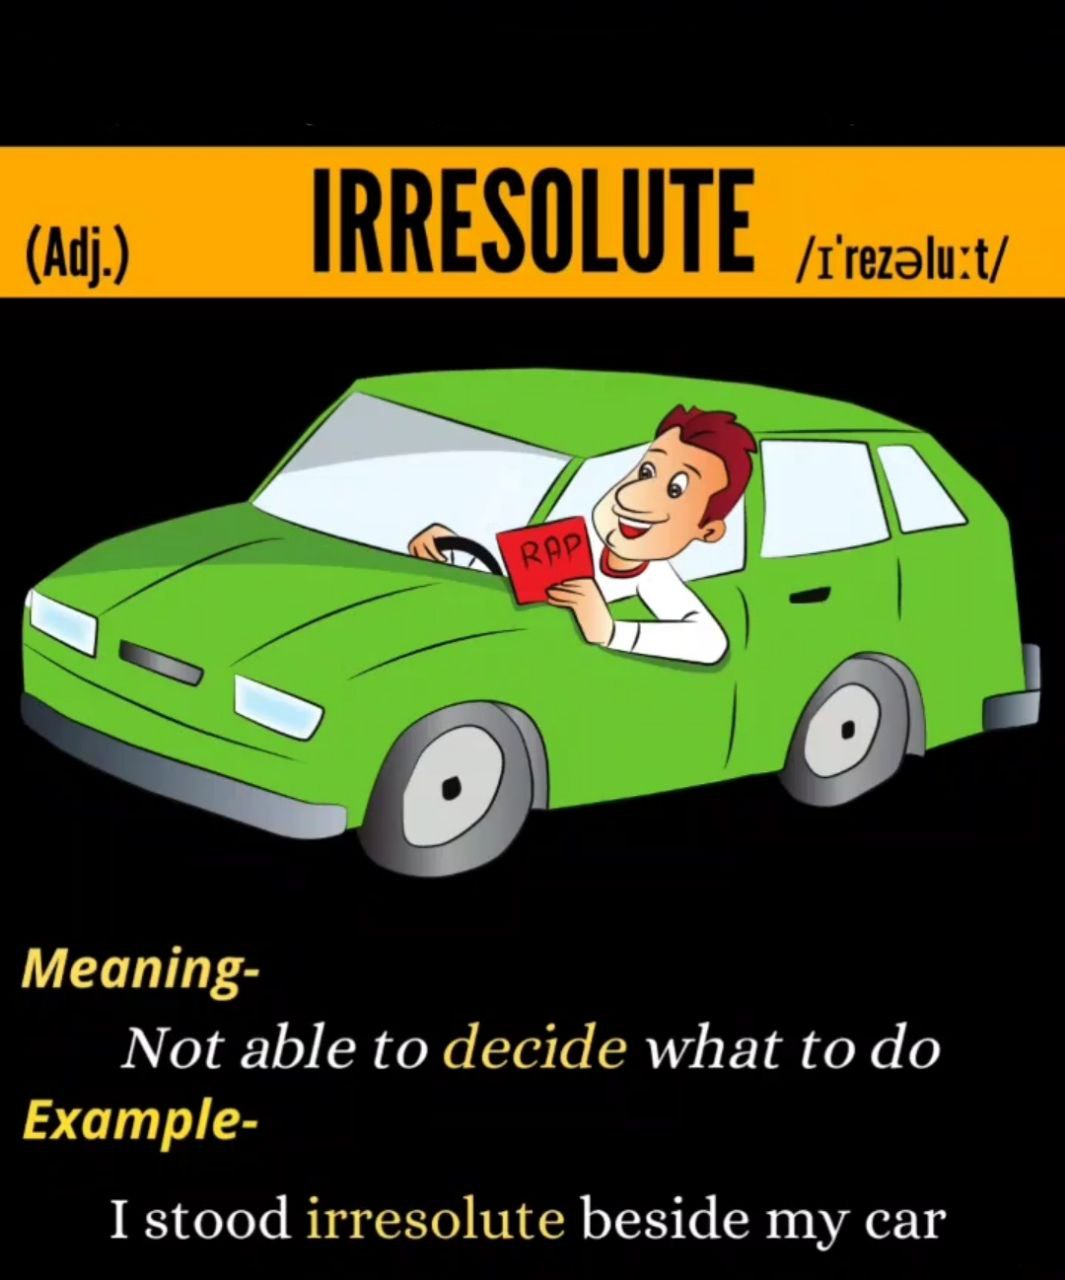 IRRESOLUTE
(Adj.) /ɪˈrezəluːt/
RAP
Meaning-
Not able to decide what to do
Example-
I stood irresolute beside my car